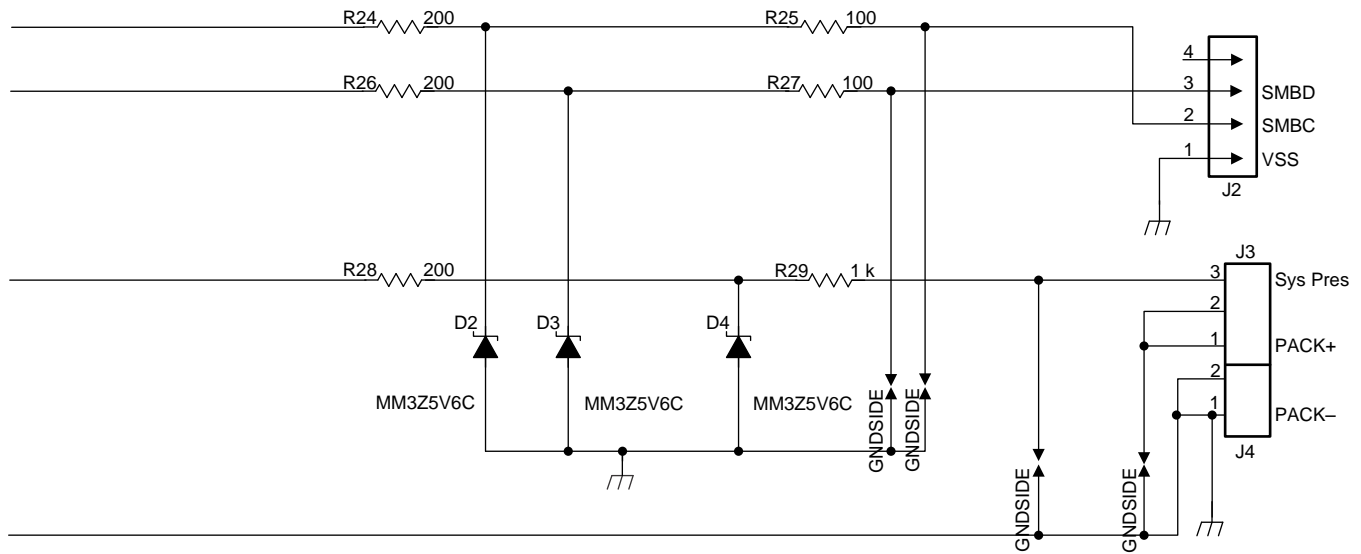 R24 200 R25 100
4
R26 200 R27 100 3 SMBD
2 SMBC
1 VSS
J2
J3
R28 200 R29 1 k 3 Sys Pres
2
D2 D3 D4
1 PACK+
2
MM3Z5V6C MM3Z5V6C MM3Z5V6C
1 PACK–
J4
GNDSIDE
GNDSIDE
GNDSIDE
GNDSIDE